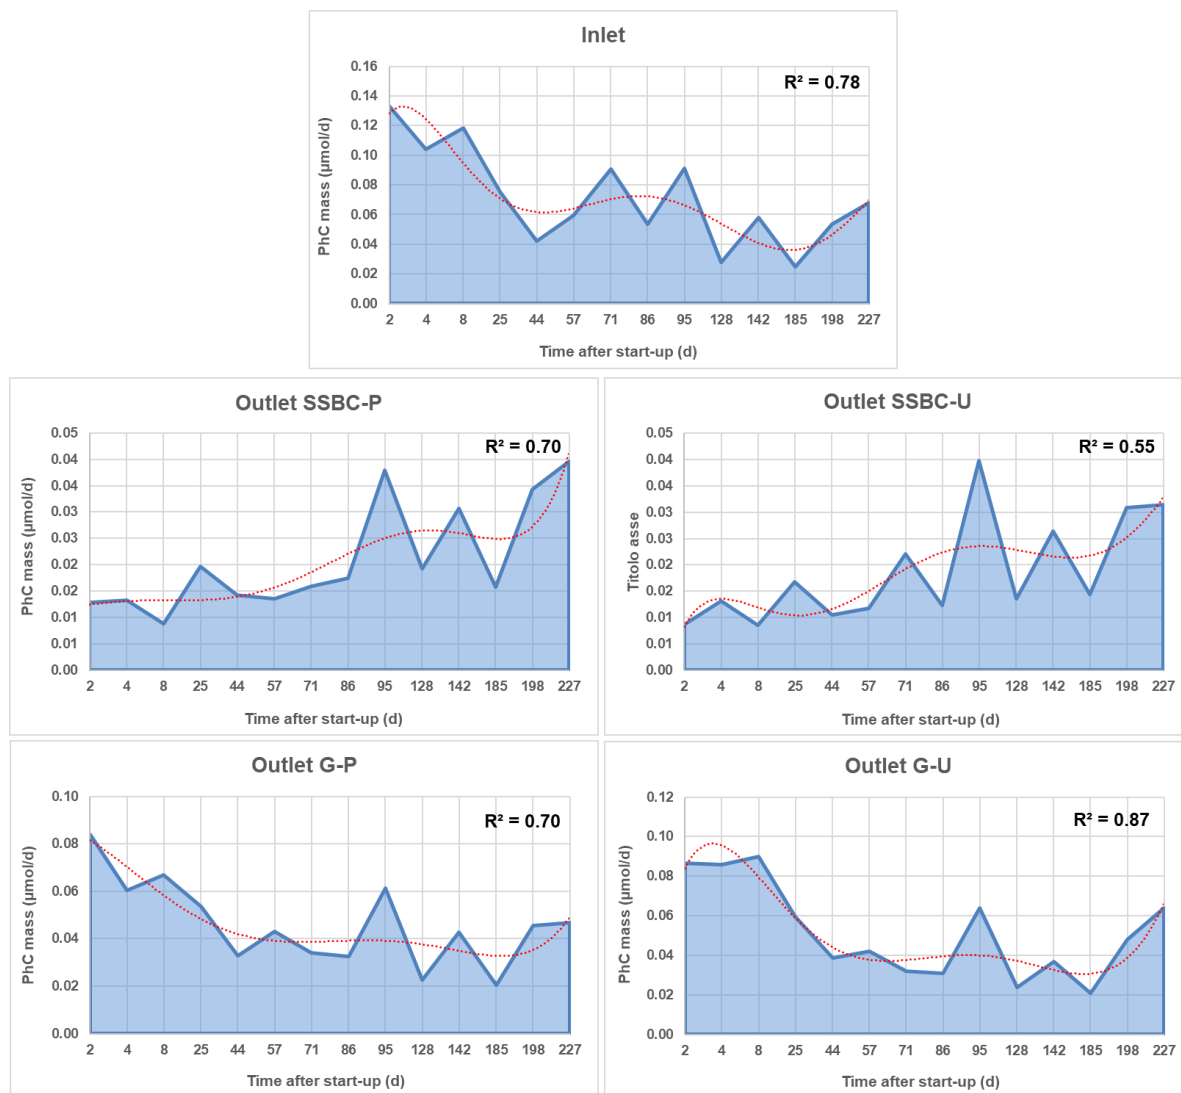 Inlet
R² = 0.78
PhC mass (µmol/d)
0.16
0.14
0.12
0.10
0.08
0.06
0.04
0.02
0.00
2 4 8 25 44 57 71 86 95 128 142 185 198 227
Time after start-up (d)
Outlet SSBC-P
R² = 0.70
PhC mass (µmol/d)
0.05
0.04
0.04
0.03
0.03
0.02
0.02
0.01
0.01
0.00
2 4 8 25 44 57 71 86 95 128 142 185 198 227
Time after start-up (d)
Outlet SSBC-U
R² = 0.55
Titolo asse
0.05
0.04
0.04
0.03
0.03
0.02
0.02
0.01
0.01
0.00
2 4 8 25 44 57 71 86 95 128 142 185 198 227
Time after start-up (d)
Outlet G-P
R² = 0.70
PhC mass (µmol/d)
0.10
0.08
0.06
0.04
0.02
0.00
2 4 8 25 44 57 71 86 95 128 142 185 198 227
Time after start-up (d)
Outlet G-U
R² = 0.87
PhC mass (µmol/d)
0.12
0.10
0.08
0.06
0.04
0.02
0.00
2 4 8 25 44 57 71 86 95 128 142 185 198 227
Time after start-up (d)